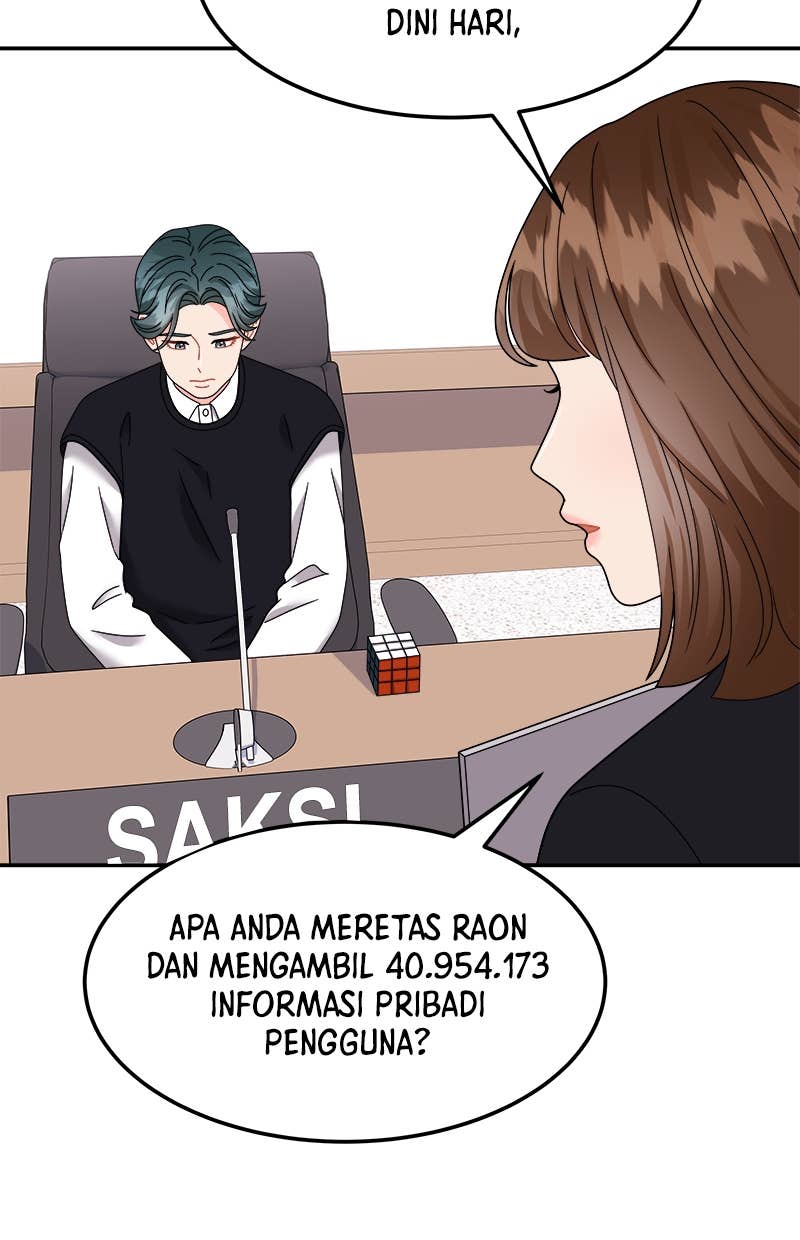 DINI HARI,
SAKSI
APA ANDA MERETAS RAON
DAN MENGAMBIL 40.954.173
INFORMASI PRIBADI
PENGGUNA?